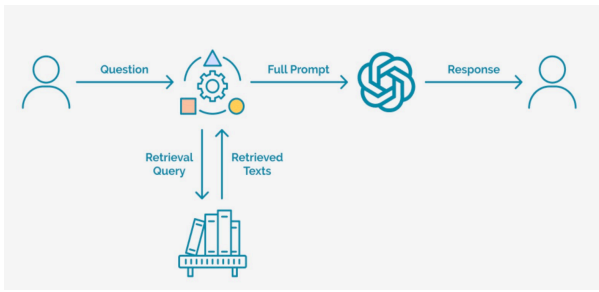 Question
Full Prompt
Response
Retrieval
Query
Retrieved
Texts